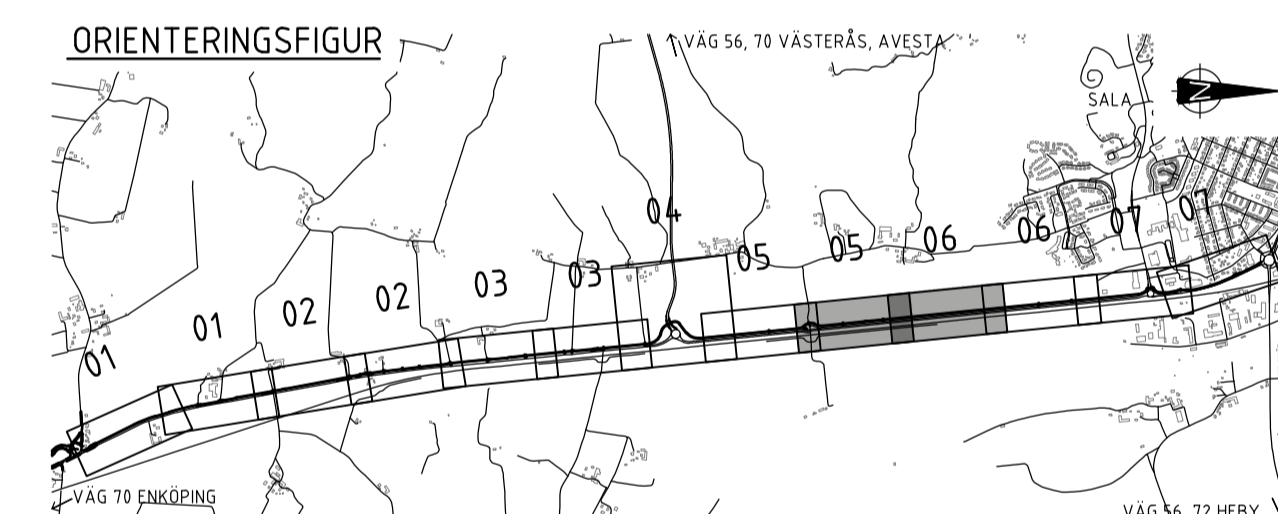 ORIENTERINGSFIGUR
VÄG 56, 70 VÄSTERÅS, AVESTA
SALA
N
01
01
02
02
03
03
04
05
05
06
06
07
07
VÄG 70 ENKÖPING
VÄG 56, 72 HEBY